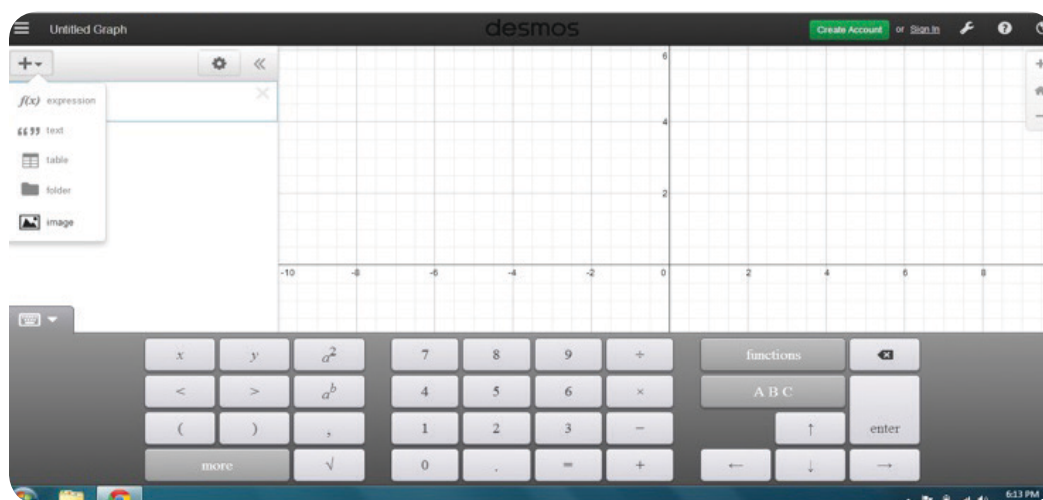 Untitled Graph
desmos
Create Account or Sign In
f(x) expression
text
table
folder
image
6
4
2
-10 -8 -6 -4 -2 0 2 4 6 8
x y a² 7 8 9 ÷ functions
< > aᵇ 4 5 6 × A B C
( ) , 1 2 3 − ↑ enter
more √ 0 . = + ← ↓ →
6:13 PM